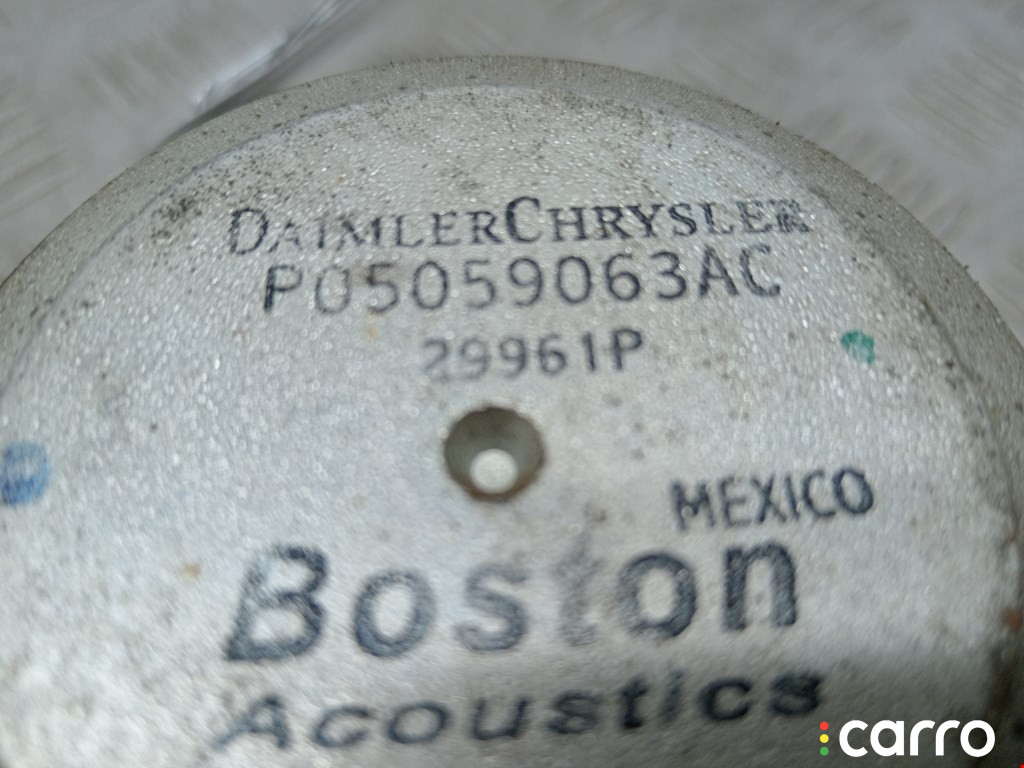 DAIMLERCHRYSLER
P05059063AC
29961P
MEXICO
Boston
Acoustics
carro